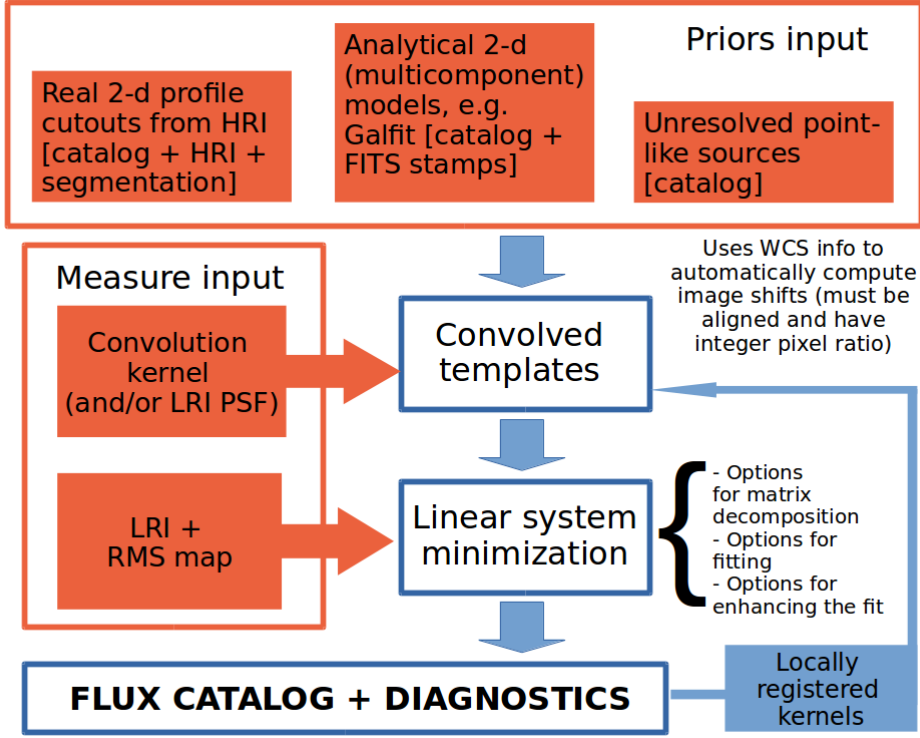 Priors input
Real 2-d profile
cutouts from HRI
[catalog + HRI +
segmentation]
Analytical 2-d
(multicomponent)
models, e.g.
Galfit [catalog +
FITS stamps]
Unresolved point-
like sources
[catalog]
Measure input
Convolution
kernel
(and/or LRI PSF)
LRI +
RMS map
Convolved
templates
Uses WCS info to
automatically compute
image shifts (must be
aligned and have
integer pixel ratio)
Linear system
minimization
{
- Options
for matrix
decomposition
- Options for
fitting
- Options for
enhancing the fit
FLUX CATALOG + DIAGNOSTICS
Locally
registered
kernels